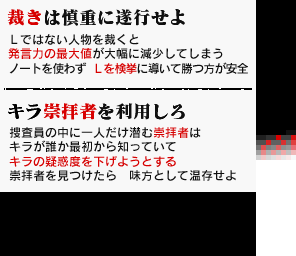 裁きは慎重に遂行せよ
Ｌではない人物を裁くと
発言力の最大値が大幅に減少してしまう
ノートを使わず　Ｌを検挙に導いて勝つ方が安全
キラ崇拝者を利用しろ
捜査員の中に一人だけ潜む崇拝者は
キラが誰か最初から知っていて
キラの疑惑度を下げようとする
崇拝者を見つけたら　味方として温存せよ